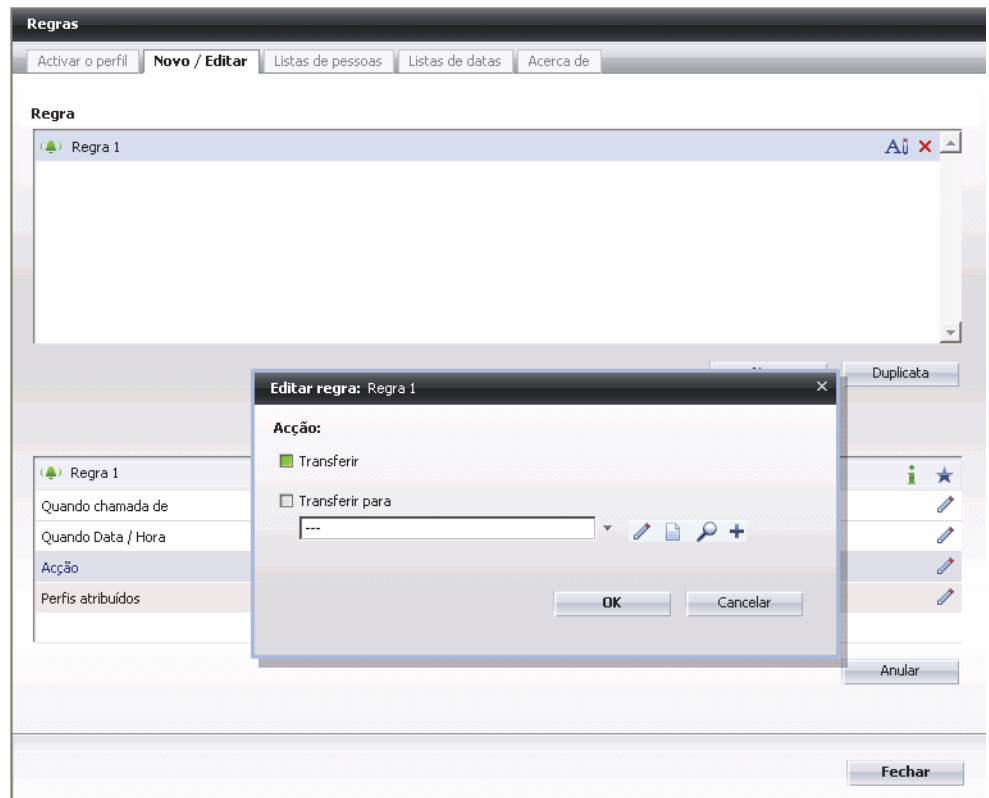 Regras
Activar o perfil Novo / Editar Listas de pessoas Listas de datas Acerca de
Regra
Regra 1
Duplicata
Editar regra: Regra 1
Acção:
Transferir
Transferir para
---
OK Cancelar
Regra 1
Quando chamada de
Quando Data / Hora
Acção
Perfis atribuídos
Anular
Fechar